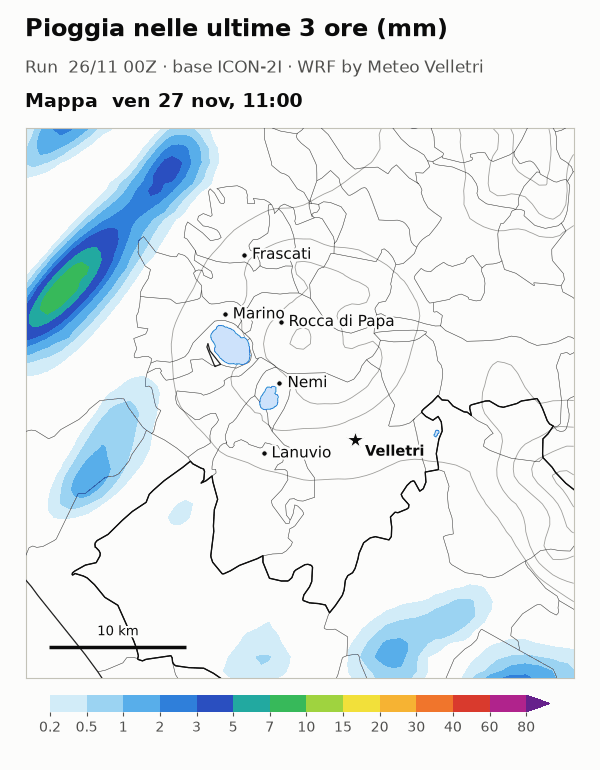 Pioggia nelle ultime 3 ore (mm)
Run  26/11 00Z · base ICON-2I · WRF by Meteo Velletri
Mappa  ven 27 nov, 11:00
Frascati
Marino
Rocca di Papa
Nemi
Velletri
Lanuvio
10 km
0.2 0.5 1 2 3 5 7 10 15 20 30 40 60 80